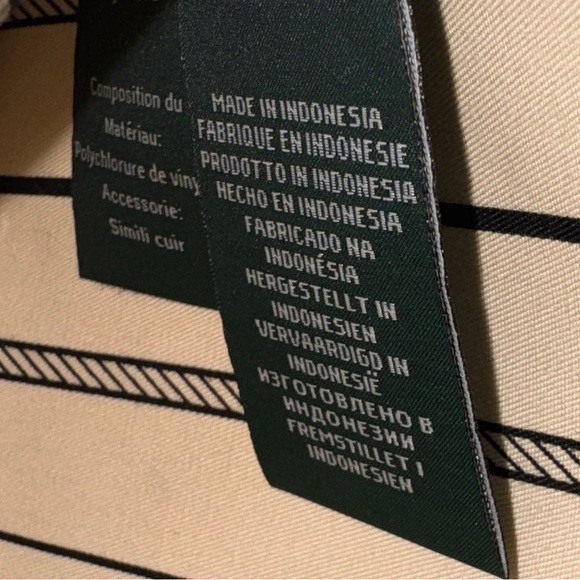 Composition du
Matériau:
Polychlorure de viny
Accessorie:
Simili cuir
MADE IN INDONESIA
FABRIQUE EN INDONESIE
PRODOTTO IN INDONESIA
HECHO EN INDONESIA
FABRICADO NA
INDONÉSIA
HERGESTELLT IN
INDONESIEN
VERVAARDIGD IN
INDONESIË
ИЗГОТОВЛЕНО В
ИНДОНЕЗИИ
FREMSTILLET I
INDONESIEN